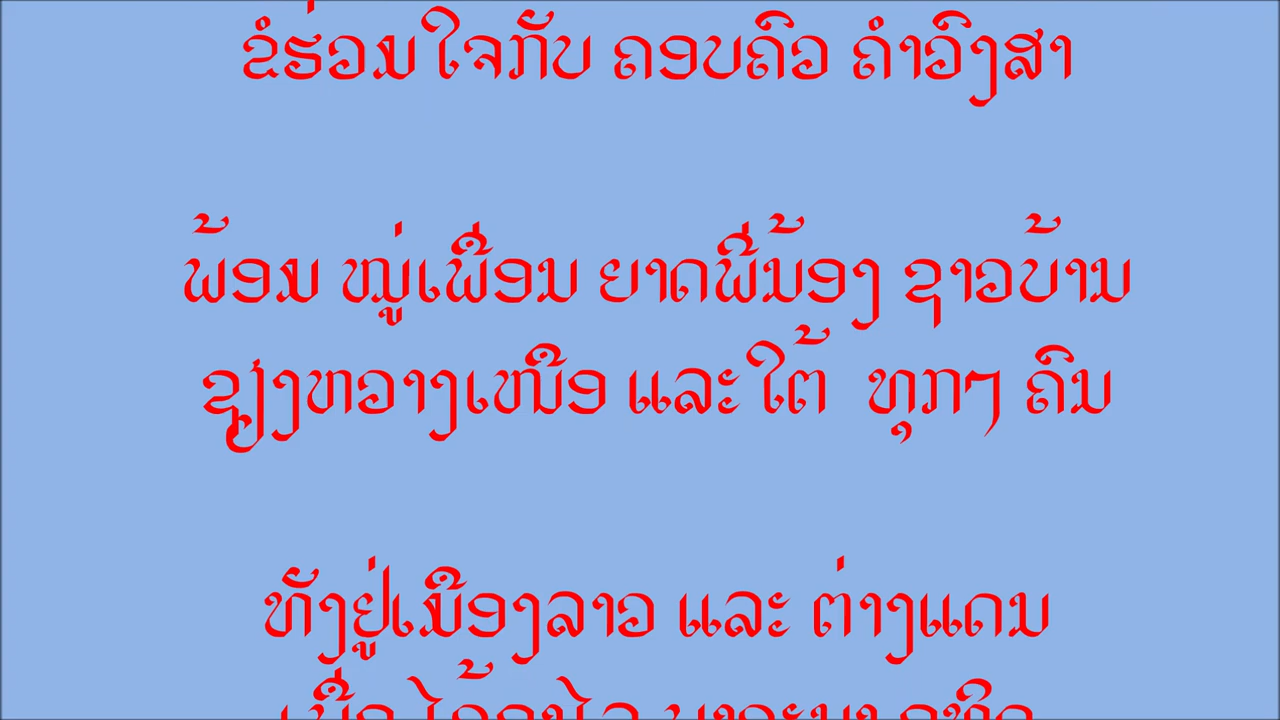 ຂໍຮ່ວມໃຈກັບ ຄອບຄົວ ຄຳວົງສາ
ພ້ອມ ໝູ່ເພື່ອນ ຍາດພີ່ນ້ອງ ຊາວບ້ານ
ຊຽງຫວາງເໜືອ ແລະ ໃຕ້ ທຸກໆ ຄົນ
ທັງຢູ່ເມືອງລາວ ແລະ ຕ່າງແດນ